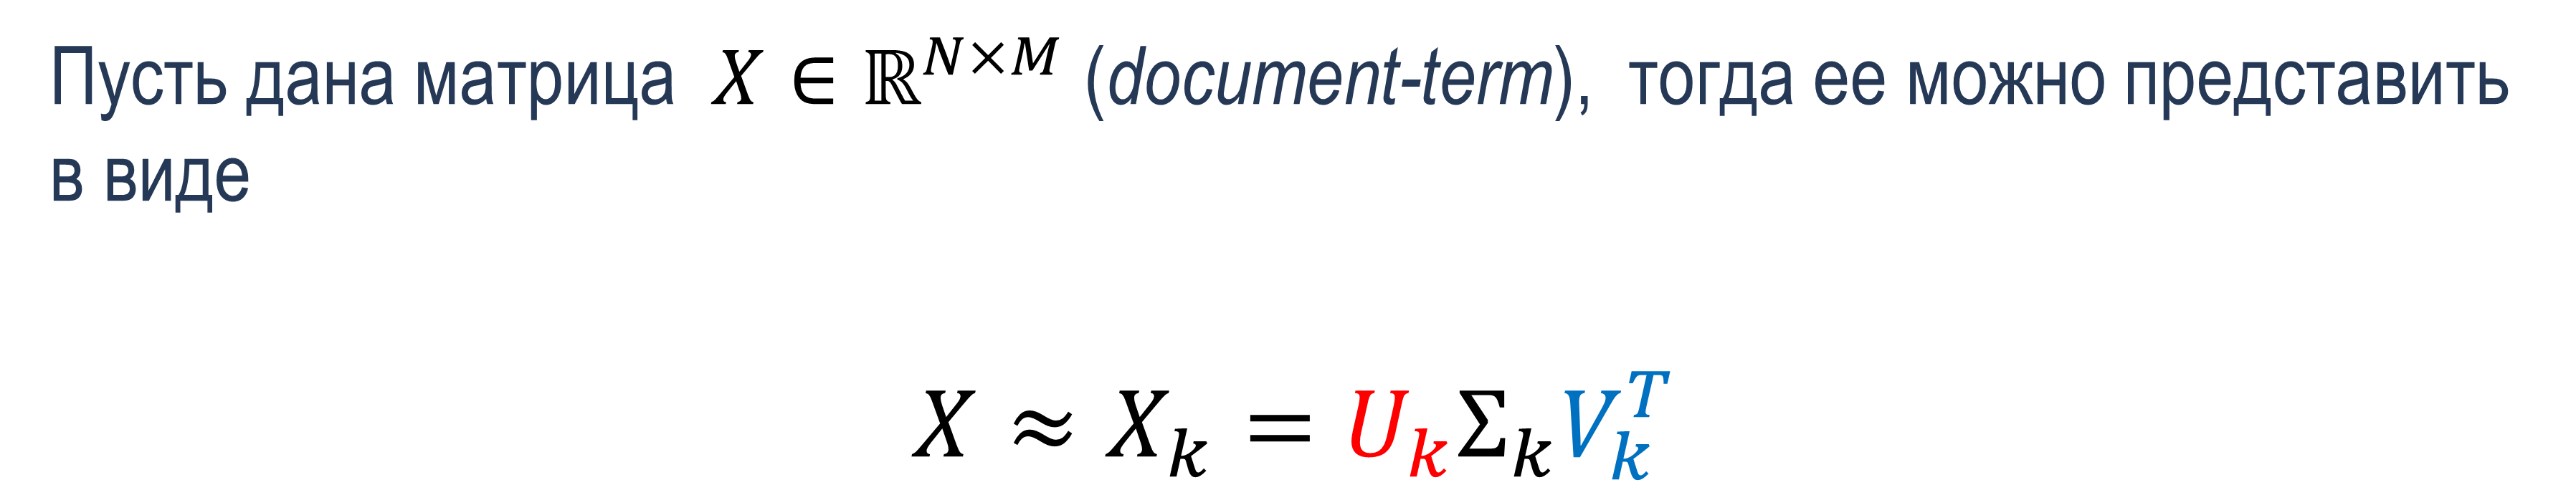 Пусть дана матрица X ∈ ℝ^{N×M} (document-term), тогда ее можно представить
в виде
X ≈ X_k = U_k Σ_k V_k^T